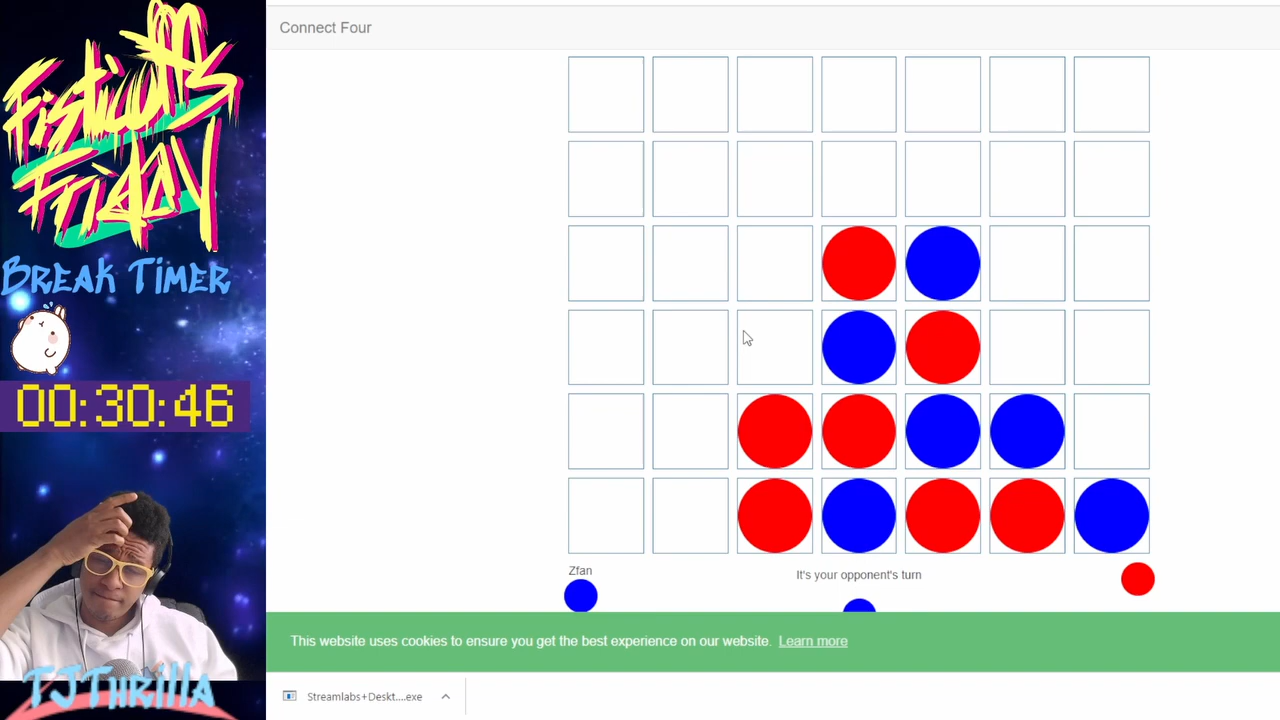 Fisticuffs
Friday
Break Timer
00:30:46
TJThrilla
Connect Four
Zfan
It's your opponent's turn
This website uses cookies to ensure you get the best experience on our website. Learn more
Streamlabs+Deskt....exe